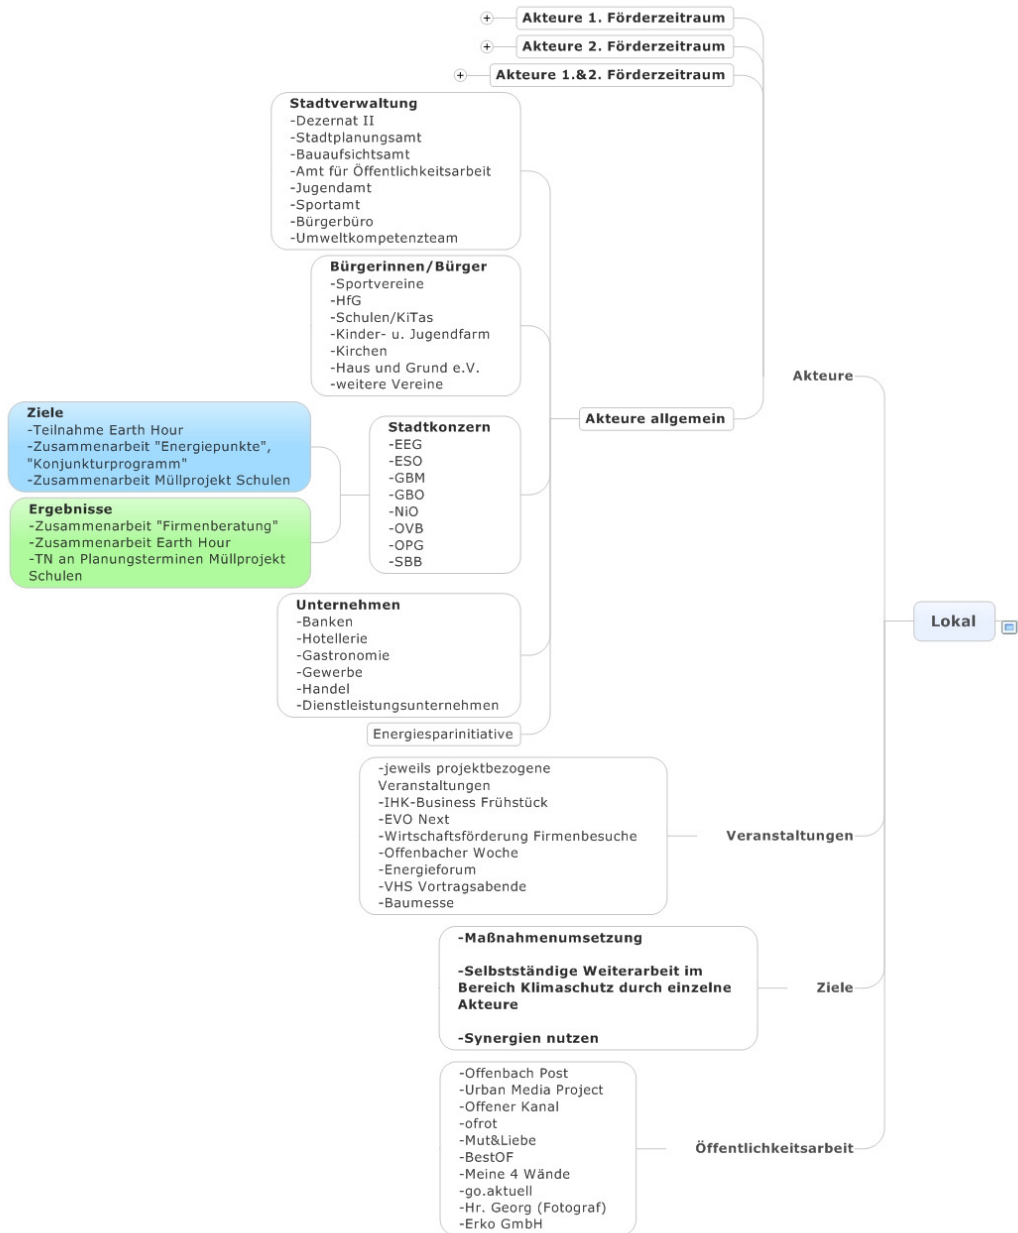 Akteure 1. Förderzeitraum
Akteure 2. Förderzeitraum
Akteure 1.&2. Förderzeitraum
Stadtverwaltung
-Dezernat II
-Stadtplanungsamt
-Bauaufsichtsamt
-Amt für Öffentlichkeitsarbeit
-Jugendamt
-Sportamt
-Bürgerbüro
-Umweltkompetenzteam
Bürgerinnen/Bürger
-Sportvereine
-HfG
-Schulen/KiTas
-Kinder- u. Jugendfarm
-Kirchen
-Haus und Grund e.V.
-weitere Vereine
Akteure
Akteure allgemein
Ziele
-Teilnahme Earth Hour
-Zusammenarbeit "Energiepunkte",
"Konjunkturprogramm"
-Zusammenarbeit Müllprojekt Schulen
Ergebnisse
-Zusammenarbeit "Firmenberatung"
-Zusammenarbeit Earth Hour
-TN an Planungsterminen Müllprojekt
Schulen
Stadtkonzern
-EEG
-ESO
-GBM
-GBO
-NiO
-OVB
-OPG
-SBB
Unternehmen
-Banken
-Hotellerie
-Gastronomie
-Gewerbe
-Handel
-Dienstleistungsunternehmen
Lokal
Energiesparinitiative
-jeweils projektbezogene
Veranstaltungen
-IHK-Business Frühstück
-EVO Next
-Wirtschaftsförderung Firmenbesuche
-Offenbacher Woche
-Energieforum
-VHS Vortragsabende
-Baumesse
Veranstaltungen
-Maßnahmenumsetzung
-Selbstständige Weiterarbeit im
Bereich Klimaschutz durch einzelne
Akteure
-Synergien nutzen
Ziele
-Offenbach Post
-Urban Media Project
-Offener Kanal
-ofrot
-Mut&Liebe
-BestOF
-Meine 4 Wände
-go.aktuell
-Hr. Georg (Fotograf)
-Erko GmbH
Öffentlichkeitsarbeit